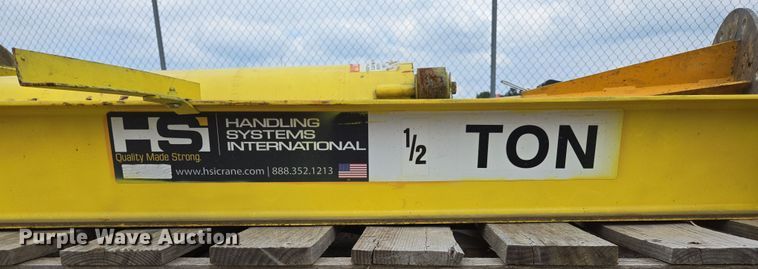 HSi
Quality Made Strong.
HANDLING
SYSTEMS
INTERNATIONAL
www.hsicrane.com | 888.352.1213
1/2 TON
Purple Wave Auction